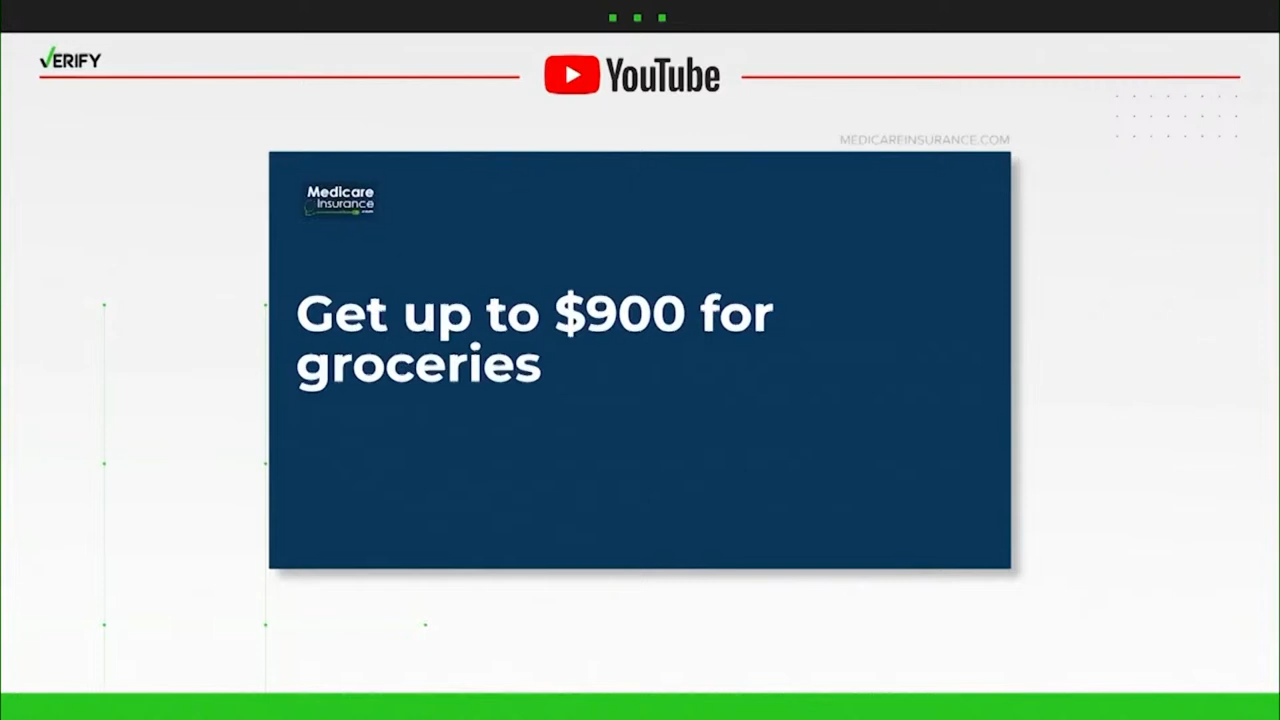 VERIFY
YouTube
MEDICAREINSURANCE.COM
Medicare
Insurance
Get up to $900 for
groceries